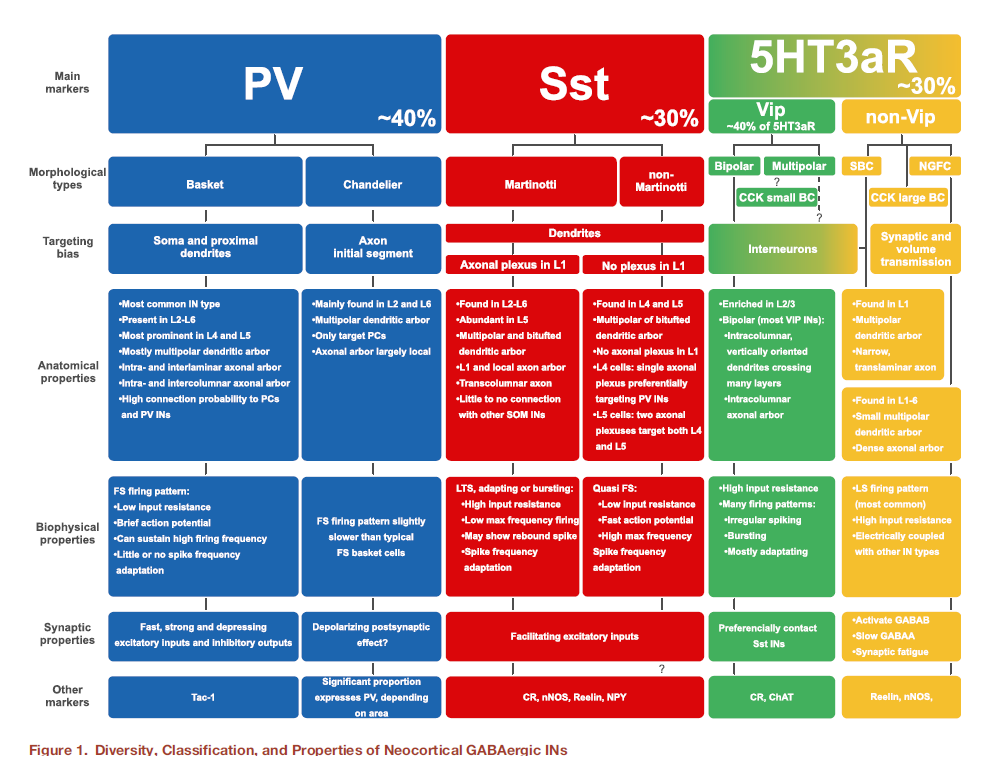 Main
markers
PV
~40%
Sst
~30%
5HT3aR
~30%
Vip
~40% of 5HT3aR
non-Vip
Morphological
types
Basket
Chandelier
Martinotti
non-
Martinotti
Bipolar
Multipolar
?
CCK small BC
?
SBC
NGFC
CCK large BC
Targeting
bias
Soma and proximal
dendrites
Axon
initial segment
Dendrites
Axonal plexus in L1
No plexus in L1
Interneurons
Synaptic and
volume
transmission
Anatomical
properties
•Most common IN type
•Present in L2-L6
•Most prominent in L4 and L5
•Mostly multipolar dendritic arbor
•Intra- and interlaminar axonal arbor
•Intra- and intercolumnar axonal arbor
•High connection probability to PCs
and PV INs
•Mainly found in L2 and L6
•Multipolar dendritic arbor
•Only target PCs
•Axonal arbor largely local
•Found in L2-L6
•Abundant in L5
•Multipolar and bitufted
dendritic arbor
•L1 and local axon arbor
•Transcolumnar axon
•Little to no connection
with other SOM INs
•Found in L4 and L5
•Multipolar of bitufted
dendritic arbor
•No axonal plexus in L1
•L4 cells: single axonal
plexus preferentially
targeting PV INs
•L5 cells: two axonal
plexuses target both L4
and L5
•Enriched in L2/3
•Bipolar (most VIP INs):
•Intracolumnar,
vertically oriented
dendrites crossing
many layers
•Intracolumnar
axonal arbor
•Found in L1
•Multipolar
dendritic arbor
•Narrow,
translaminar axon
•Found in L1-6
•Small multipolar
dendritic arbor
•Dense axonal arbor
Biophysical
properties
FS firing pattern:
•Low input resistance
•Brief action potential
•Can sustain high firing frequency
•Little or no spike frequency
adaptation
FS firing pattern slightly
slower than typical
FS basket cells
LTS, adapting or bursting:
•High input resistance
•Low max frequency firing
•May show rebound spike
•Spike frequency
adaptation
Quasi FS:
•Low input resistance
•Fast action potential
•High max frequency
Spike frequency
adaptation
•High input resistance
•Many firing patterns:
•Irregular spiking
•Bursting
•Mostly adaptating
•LS firing pattern
(most common)
•High input resistance
•Electrically coupled
with other IN types
Synaptic
properties
Fast, strong and depressing
excitatory inputs and inhibitory outputs
Depolarizing postsynaptic
effect?
Facilitating excitatory inputs
Preferencially contact
Sst INs
•Activate GABAB
•Slow GABAA
•Synaptic fatigue
?
Other
markers
Tac-1
Significant proportion
expresses PV, depending
on area
CR, nNOS, Reelin, NPY
CR, ChAT
Reelin, nNOS,
Figure 1. Diversity, Classification, and Properties of Neocortical GABAergic INs